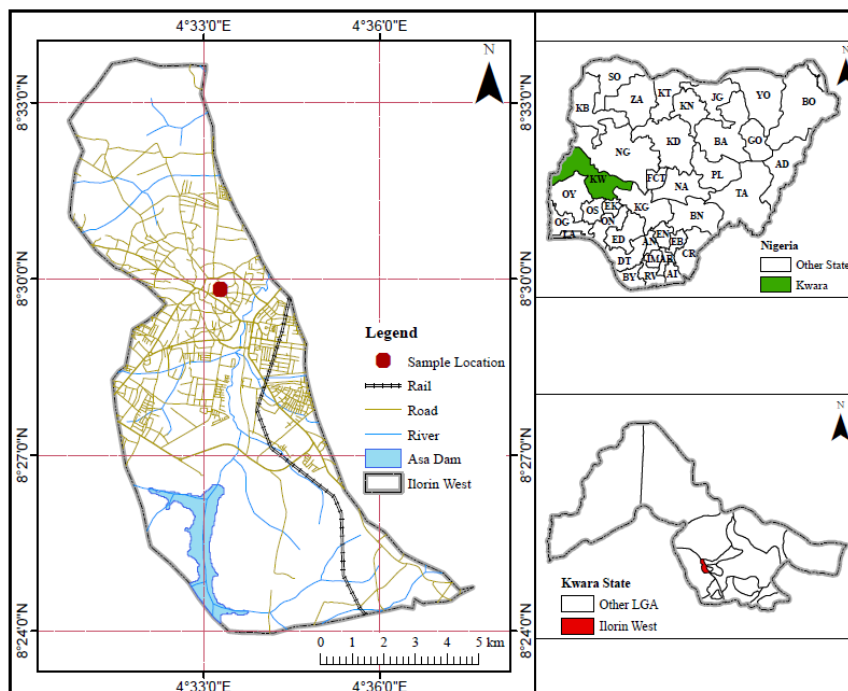 4°33'0"E 4°36'0"E
N
8°33'0"N 8°33'0"N
8°30'0"N 8°30'0"N
Legend
Sample Location
Rail
Road
River
8°27'0"N 8°27'0"N
Asa Dam
Ilorin West
8°24'0"N 8°24'0"N
0 1 2 3 4 5 km
4°33'0"E 4°36'0"E
N
SO
KT JG YO
ZA KN BO
KB
KD BA GO
NG AD
KW FCT PL
OY NA TA
OS EK KG
OG ON BN
LA
ED AN EN EB
DT IM AB CR
BY RV AI
Nigeria
Other State
Kwara
N
Kwara State
Other LGA
Ilorin West